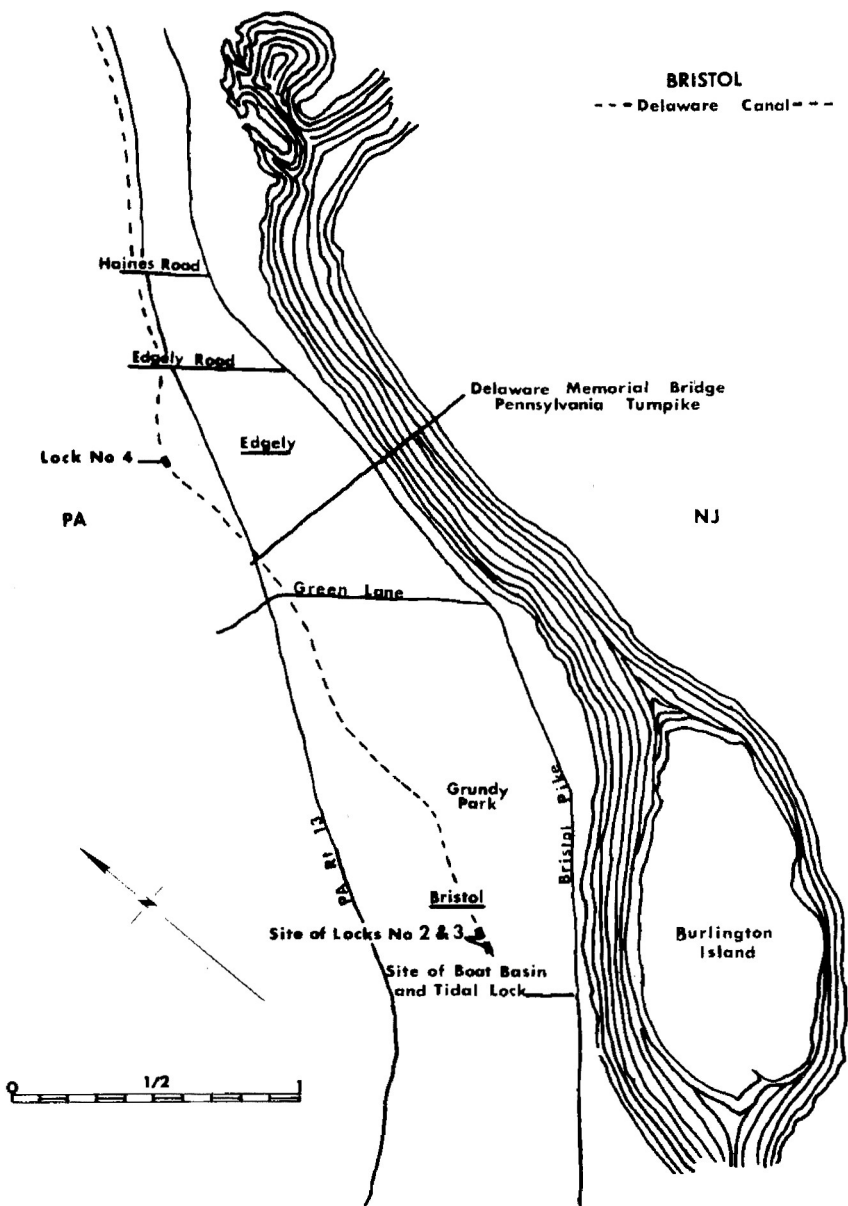 BRISTOL
--- Delaware Canal ---
Haines Road
Edgely Road
Delaware Memorial Bridge
Pennsylvania Turnpike
Edgely
Lock No 4
PA
NJ
Green Lane
Grundy
Park
Bristol Pike
PA Rt 13
Bristol
Site of Locks No 2 & 3
Burlington
Island
Site of Boat Basin
and Tidal Lock
N
0 1/2 1